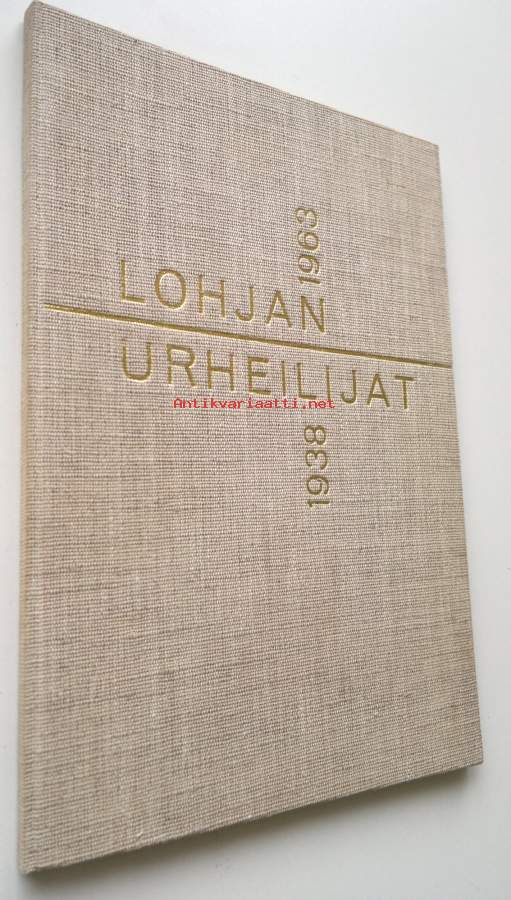 LOHJAN
1963
URHEILIJAT
Antikvariaatti.net
1938